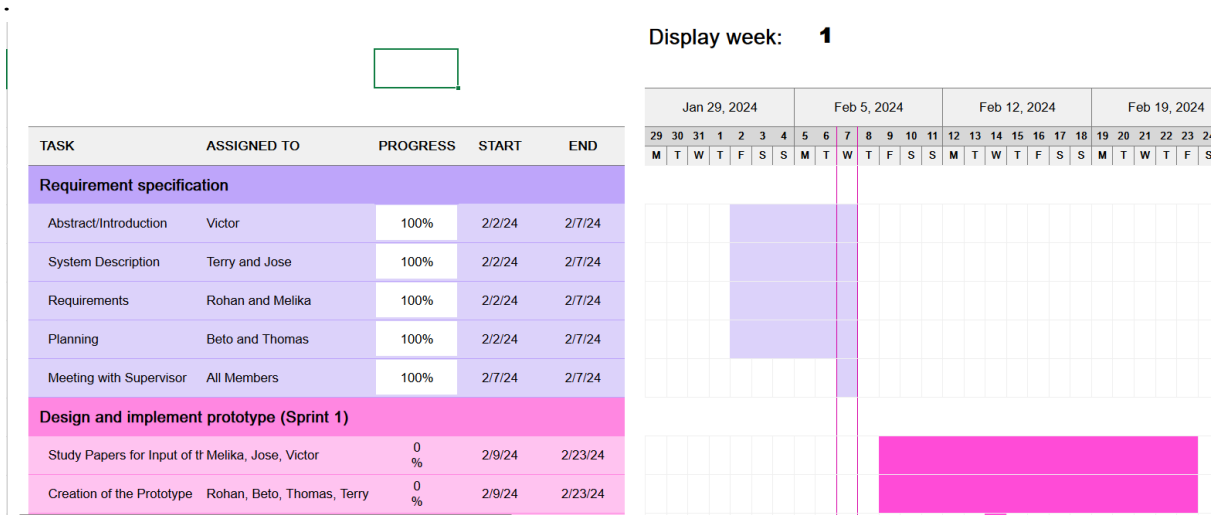 Display week: 1
Jan 29, 2024 Feb 5, 2024 Feb 12, 2024 Feb 19, 2024
29 30 31 1 2 3 4 5 6 7 8 9 10 11 12 13 14 15 16 17 18 19 20 21 22 23 24
TASK ASSIGNED TO PROGRESS START END
M T W T F S S M T W T F S S M T W T F S S M T W T F S
Requirement specification
Abstract/Introduction Victor 100% 2/2/24 2/7/24
System Description Terry and Jose 100% 2/2/24 2/7/24
Requirements Rohan and Melika 100% 2/2/24 2/7/24
Planning Beto and Thomas 100% 2/2/24 2/7/24
Meeting with Supervisor All Members 100% 2/7/24 2/7/24
Design and implement prototype (Sprint 1)
Study Papers for Input of th Melika, Jose, Victor 0 % 2/9/24 2/23/24
Creation of the Prototype Rohan, Beto, Thomas, Terry 0 % 2/9/24 2/23/24